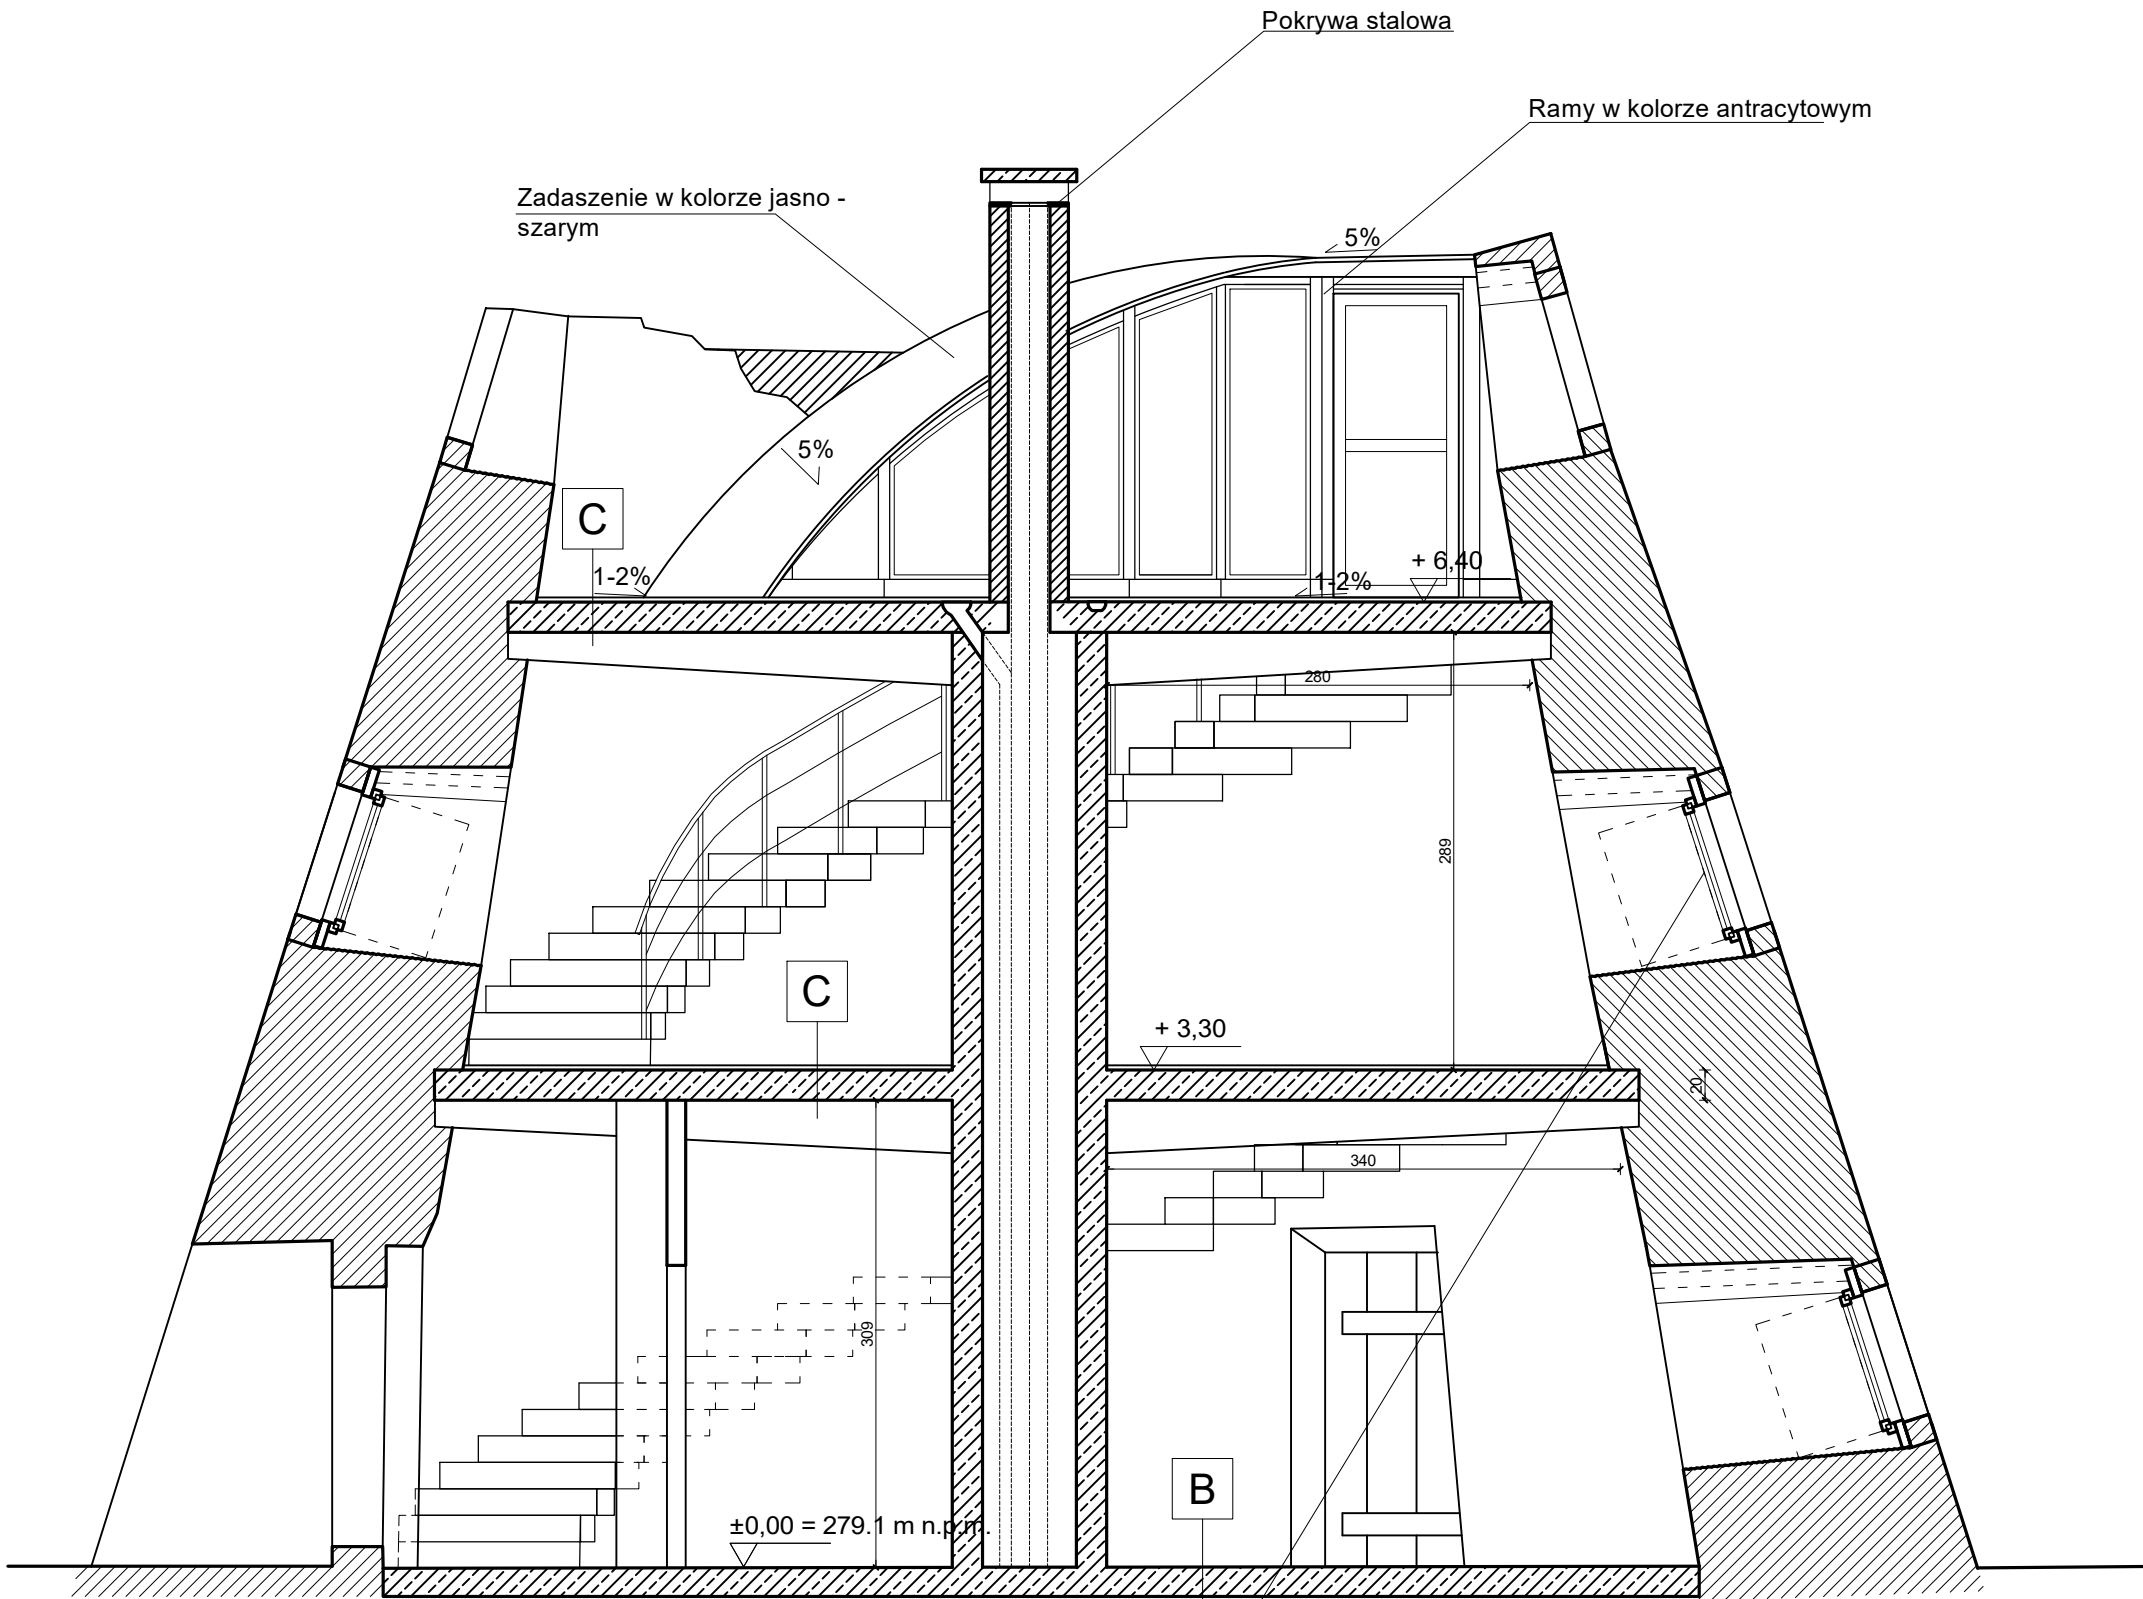 Pokrywa stalowa
Ramy w kolorze antracytowym
Zadaszenie w kolorze jasno -
szarym
5%
5%
C
1-2%
1-2%
+ 6,40
280
289
C
+ 3,30
20
340
309
B
±0,00 = 279.1 m n.p.m.